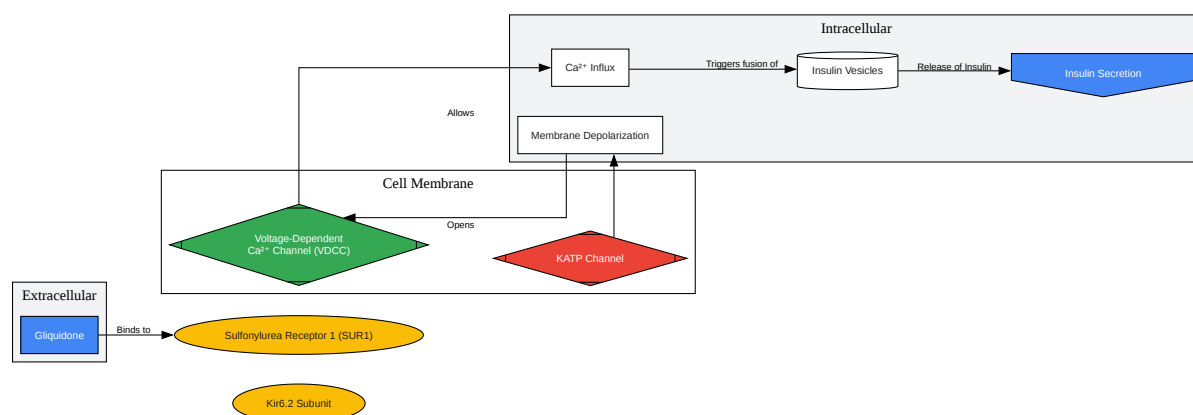 Intracellular
Ca²⁺ Influx
Triggers fusion of
Insulin Vesicles
Release of Insulin
Insulin Secretion
Allows
Membrane Depolarization
Cell Membrane
Opens
Voltage-Dependent
Ca²⁺ Channel (VDCC)
KATP Channel
Extracellular
Gliquidone
Binds to
Sulfonylurea Receptor 1 (SUR1)
Kir6.2 Subunit